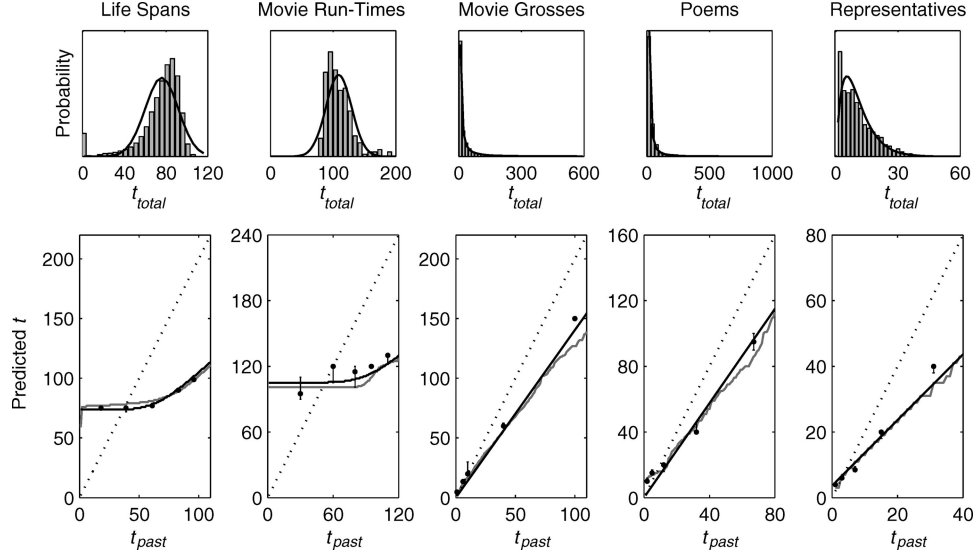 Life Spans Movie Run-Times Movie Grosses Poems Representatives
Probability
0 40 80 120 0 100 200 0 300 600 0 500 1000 0 30 60
t_total t_total t_total t_total t_total
Predicted t
200 240 200 160 80
150 180 150 120 60
100 120 100 80 40
50 60 50 40 20
0 0 0 0 0
0 50 100 0 60 120 0 50 100 0 40 80 0 20 40
t_past t_past t_past t_past t_past